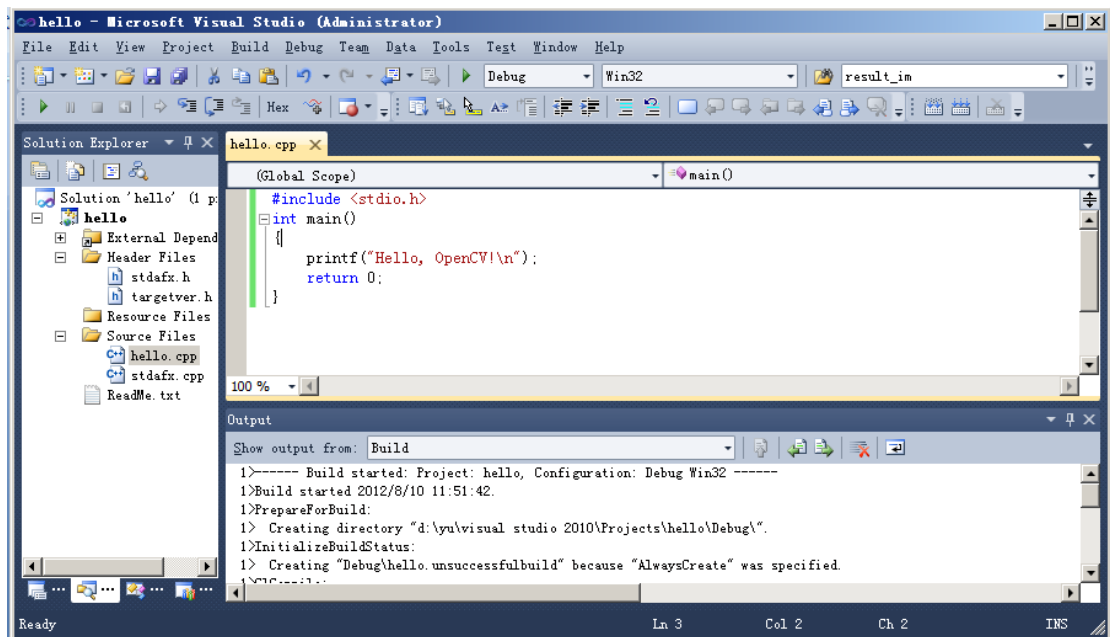 hello - Microsoft Visual Studio (Administrator)
File Edit View Project Build Debug Team Data Tools Test Window Help
Debug Win32 result_im
Hex
Solution Explorer
hello.cpp
(Global Scope) main()
Solution 'hello' (1 p
hello
External Depend
Header Files
stdafx.h
targetver.h
Resource Files
Source Files
hello.cpp
stdafx.cpp
ReadMe.txt
#include <stdio.h>
int main()
{
printf("Hello, OpenCV!\n");
return 0;
}
100 %
Output
Show output from: Build
1>------ Build started: Project: hello, Configuration: Debug Win32 ------
1>Build started 2012/8/10 11:51:42.
1>PrepareForBuild:
1> Creating directory "d:\yu\visual studio 2010\Projects\hello\Debug\".
1>InitializeBuildStatus:
1> Creating "Debug\hello.unsuccessfulbuild" because "AlwaysCreate" was specified.
Ready Ln 3 Col 2 Ch 2 INS